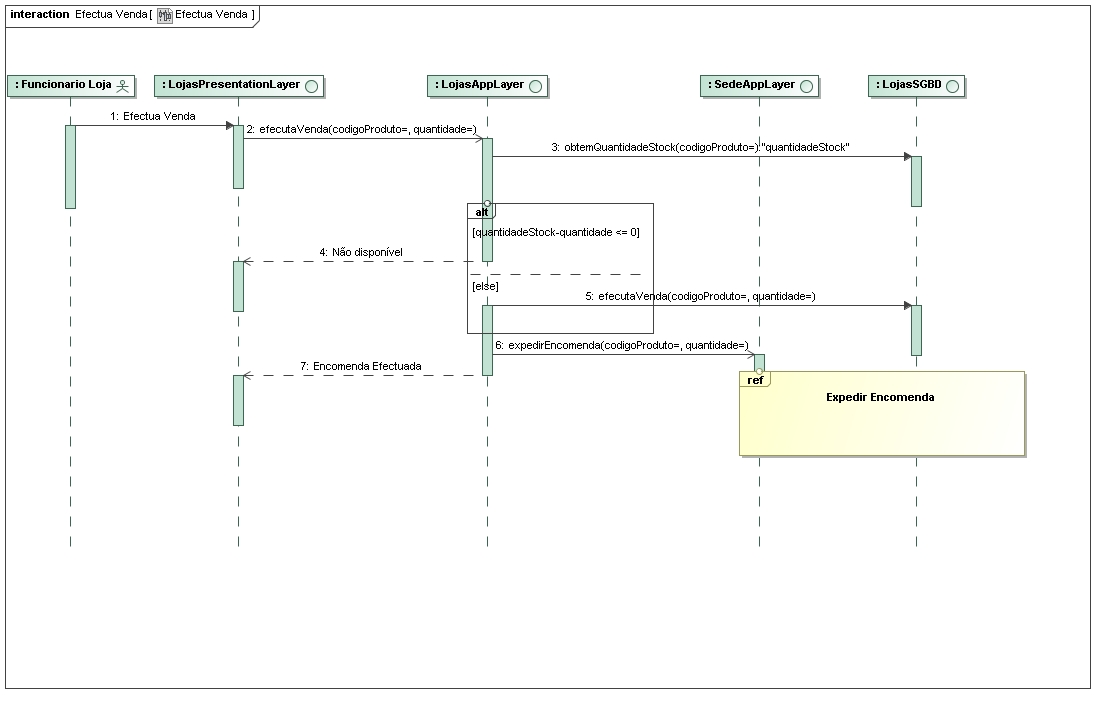 interaction Efectua Venda[ Efectua Venda ]
: Funcionario Loja
: LojasPresentationLayer
: LojasAppLayer
: SedeAppLayer
: LojasSGBD
1: Efectua Venda
2: efecutaVenda(codigoProduto=, quantidade=)
3: obtemQuantidadeStock(codigoProduto=):"quantidadeStock"
alt
[quantidadeStock-quantidade <= 0]
4: Não disponível
[else]
5: efecutaVenda(codigoProduto=, quantidade=)
6: expedirEncomenda(codigoProduto=, quantidade=)
7: Encomenda Efectuada
ref
Expedir Encomenda